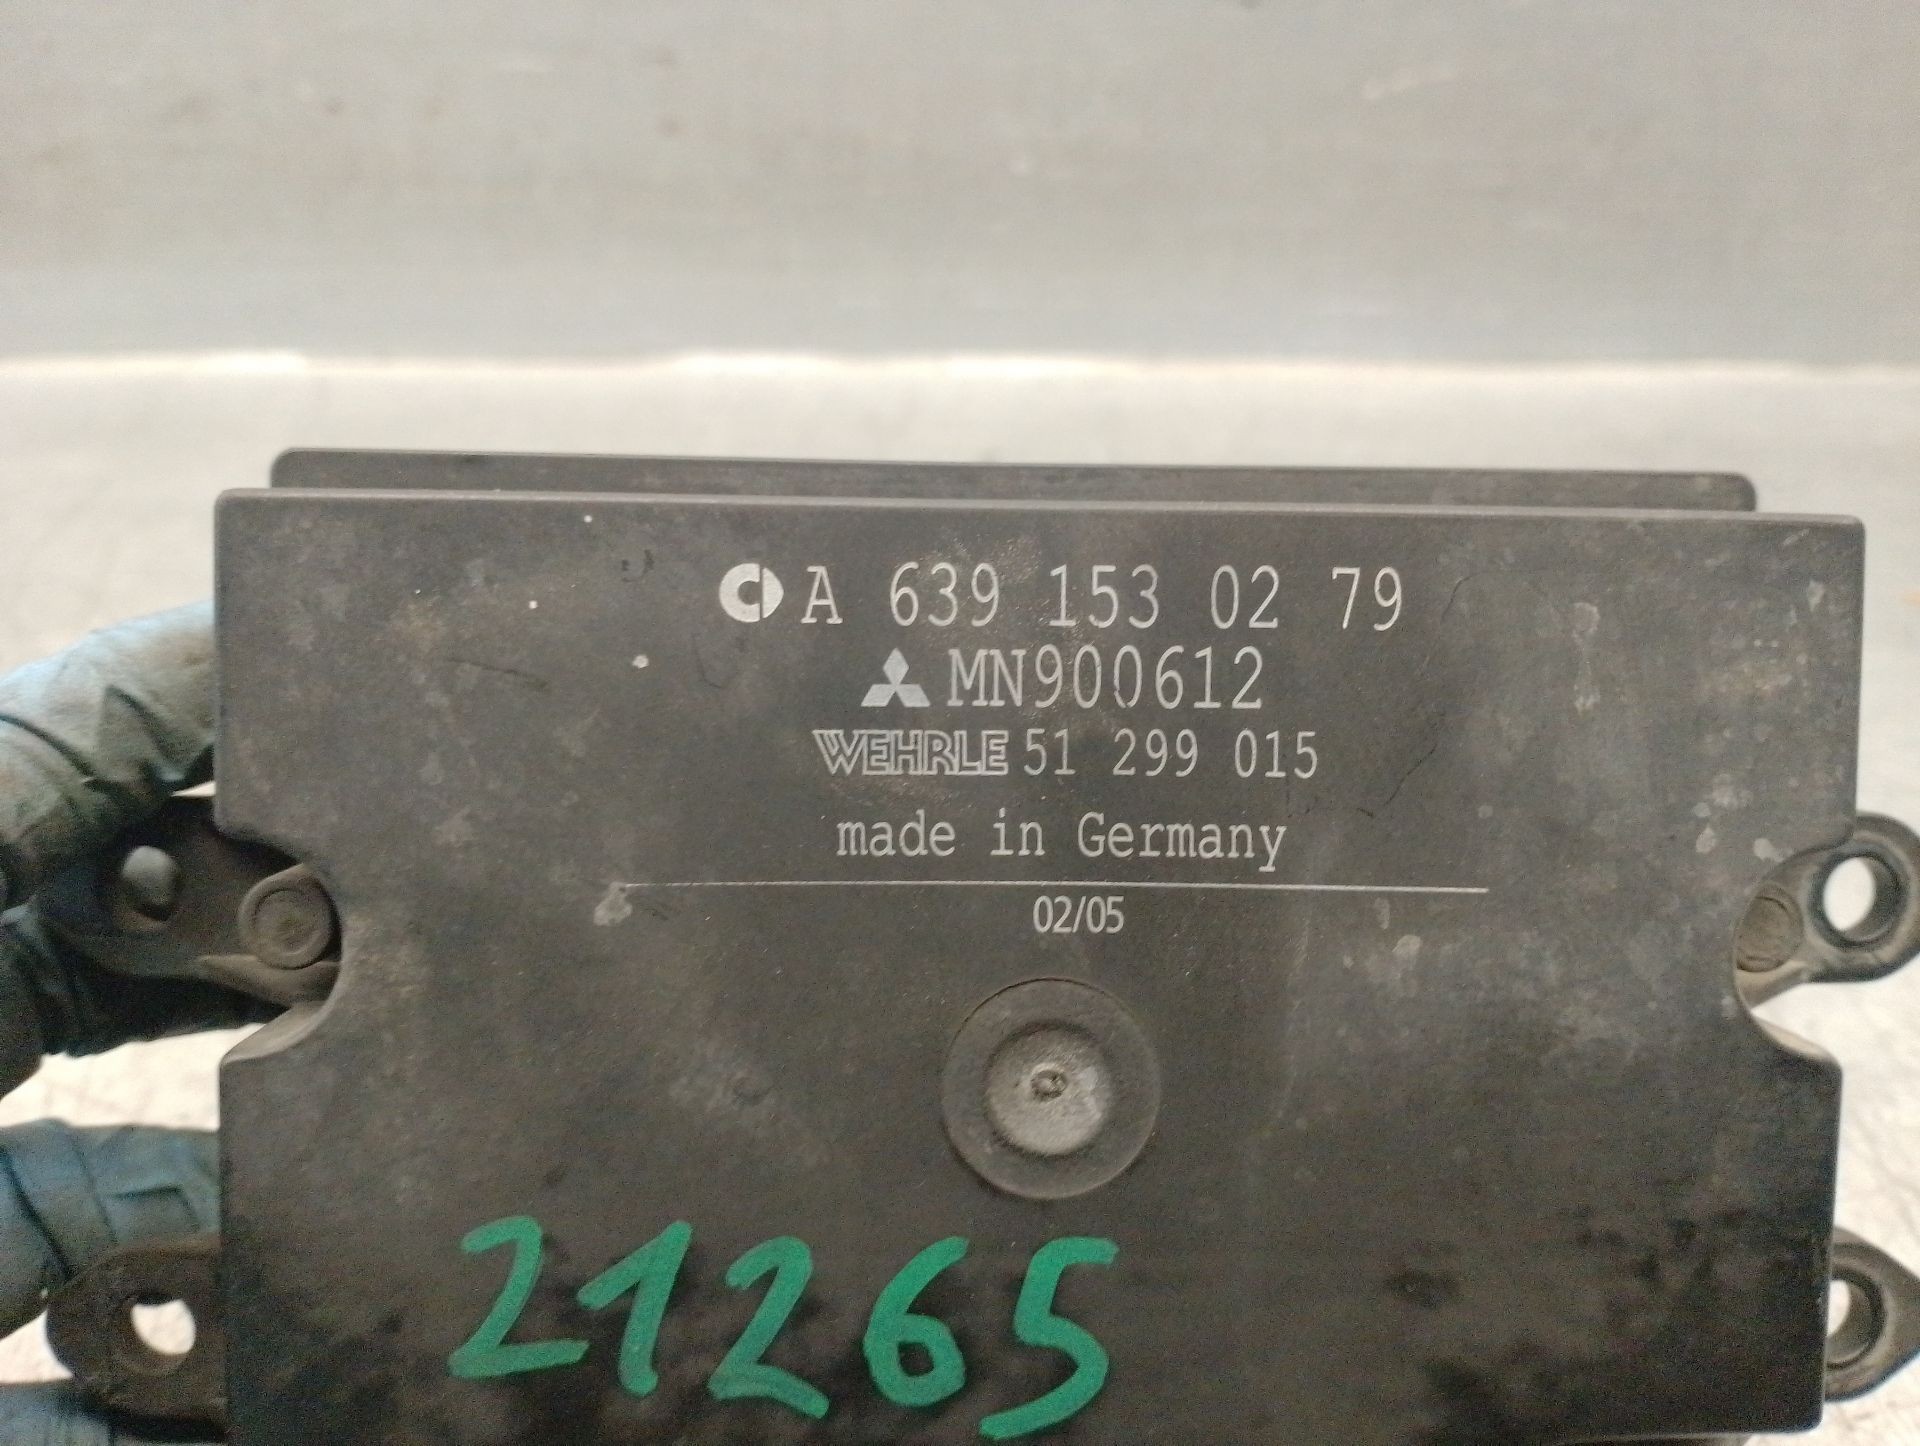 A 639 153 02 79
MN900612
WEHRLE 51 299 015
made in Germany
02/05
21265